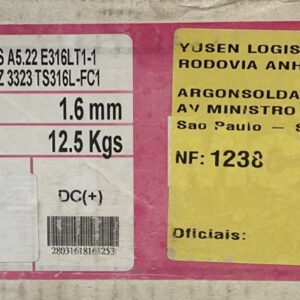 S A5.22 E316LT1-1
Z 3323 TS316L-FC1
1.6 mm
12.5 Kgs
DC(+)
28031618161253
YUSEN LOGIS
RODOVIA ANH
ARGONSOLDA
AV MINISTRO
Sao Paulo - S
NF: 1238
Oficiais: